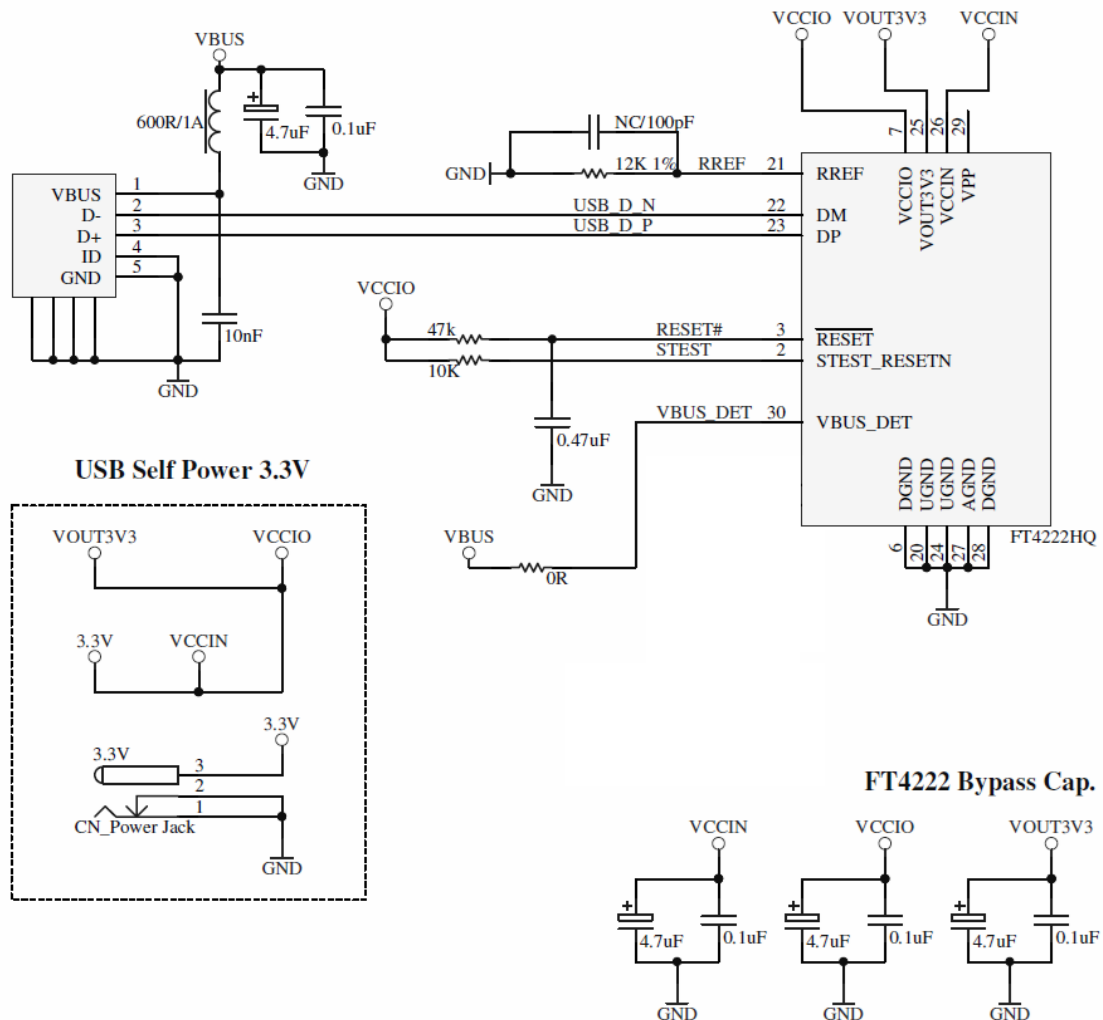 VCCIO VOUT3V3 VCCIN
VBUS
600R/1A
+
4.7uF 0.1uF
GND
NC/100pF
GND 12K 1% RREF 21 RREF
7 25 26 29
VCCIO VOUT3V3 VCCIN VPP
VBUS 1
D- 2 USB_D_N 22 DM
D+ 3 USB_D_P 23 DP
ID 4
GND 5
10nF
GND
VCCIO
47k RESET# 3 RESET
10K STEST 2 STEST_RESETN
0.47uF
GND
VBUS_DET 30 VBUS_DET
DGND UGND UGND AGND DGND
6 20 24 27 28
FT4222HQ
GND
VBUS
0R
USB Self Power 3.3V
VOUT3V3 VCCIO
3.3V VCCIN
3.3V
3.3V 3
2
1
CN_Power Jack
GND
FT4222 Bypass Cap.
VCCIN VCCIO VOUT3V3
+ + +
4.7uF 0.1uF 4.7uF 0.1uF 4.7uF 0.1uF
GND GND GND